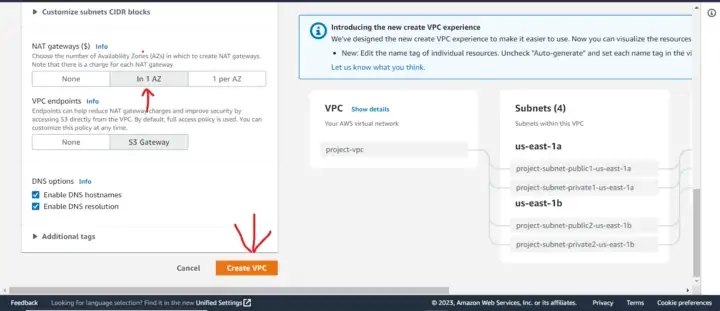 Customize subnets CIDR blocks
NAT gateways ($) Info
Choose the number of Availability Zones (AZs) in which to create NAT gateways.
Note that there is a charge for each NAT gateway
None
In 1 AZ
1 per AZ
VPC endpoints Info
Endpoints can help reduce NAT gateway charges and improve security by
accessing S3 directly from the VPC. By default, full access policy is used. You can
customize this policy at any time.
None
S3 Gateway
DNS options Info
Enable DNS hostnames
Enable DNS resolution
Additional tags
Cancel
Create VPC
Introducing the new create VPC experience
We've designed the new create VPC experience to make it easier to use. Now you can visualize the resources
• New: Edit the name tag of individual resources. Uncheck "Auto-generate" and set each name tag in the
Let us know what you think.
VPC Show details
Your AWS virtual network
project-vpc
Subnets (4)
Subnets within this VPC
us-east-1a
project-subnet-public1-us-east-1a
project-subnet-private1-us-east-1a
us-east-1b
project-subnet-public2-us-east-1b
project-subnet-private2-us-east-1b
Feedback
Looking for language selection? Find it in the new Unified Settings
© 2023, Amazon Web Services, Inc. or its affiliates.
Privacy
Terms
Cookie preferences